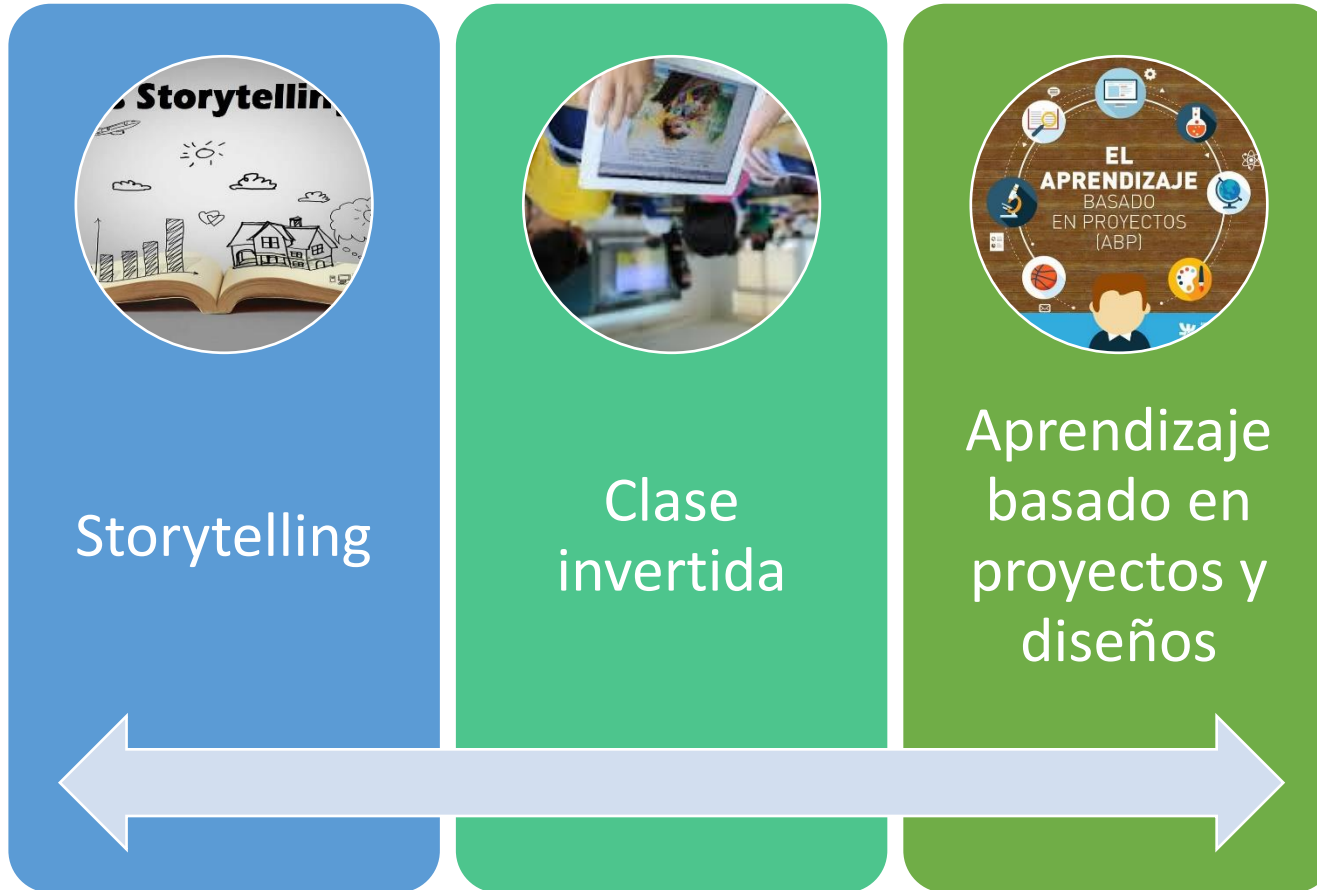 Storytelling
EL
APRENDIZAJE
BASADO
EN PROYECTOS
(ABP)
Storytelling
Clase
invertida
Aprendizaje
basado en
proyectos y
diseños